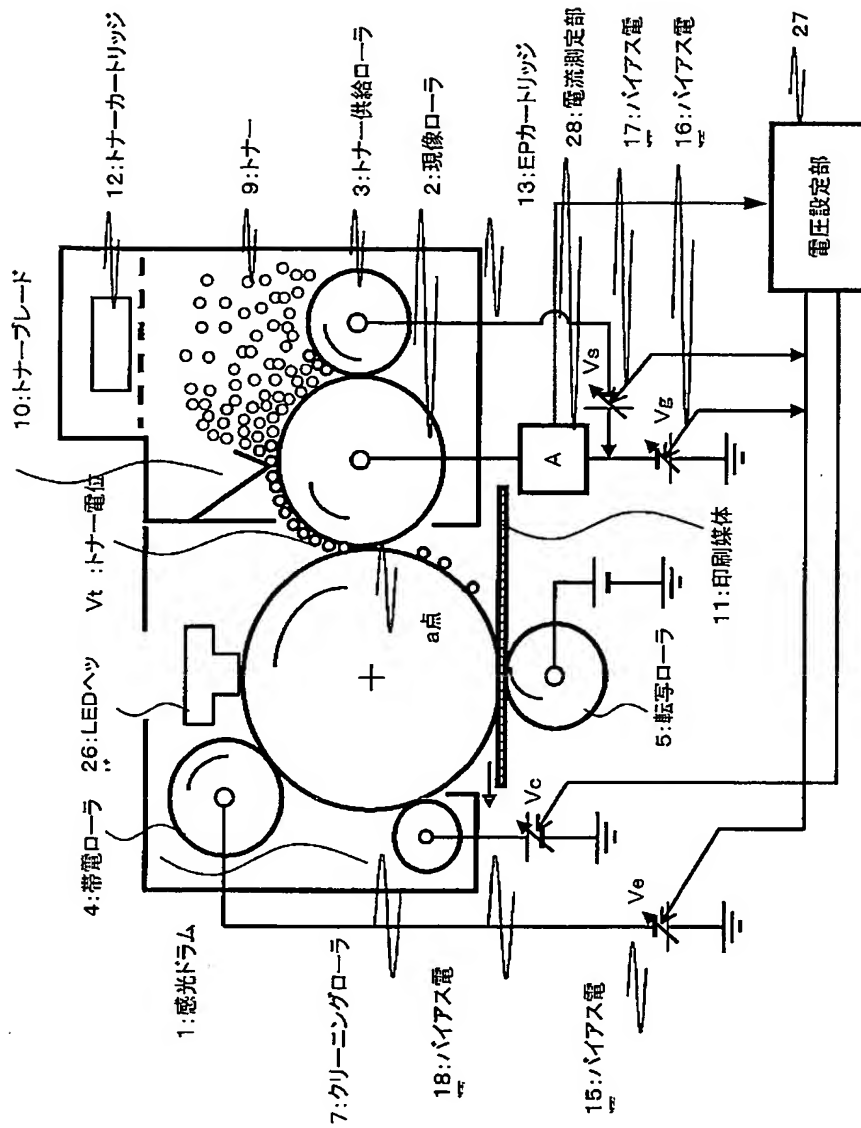 12:トナーカートリッジ
9:トナー
3:トナー供給ローラ
2:現像ローラ
13:EPカートリッジ
28:電流測定部
17:バイアス電
16:バイアス電
27
10:トナーブレード
Vt :トナー電位
26:LEDヘッ
4:帯電ローラ
a点
A
Vs
Vg
電圧設定部
11:印刷媒体
5:転写ローラ
Vc
Ve
1:感光ドラム
7:クリーニングローラ
18:バイアス電
15:バイアス電